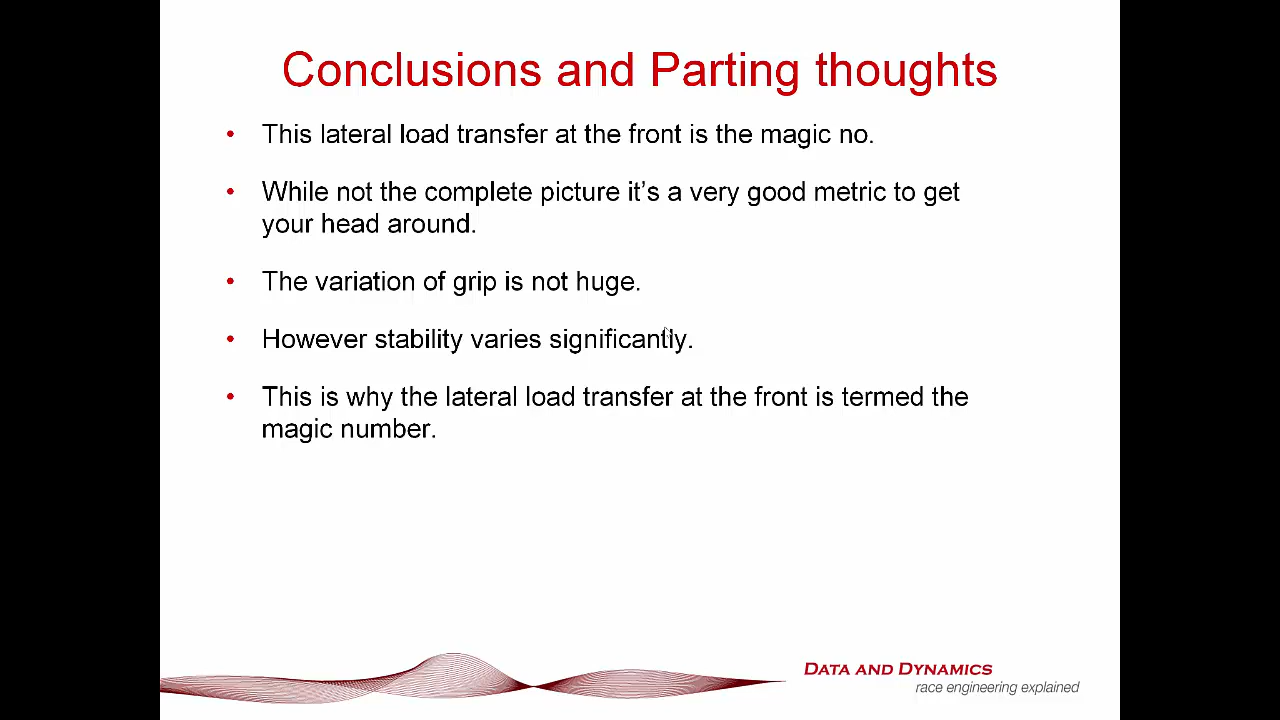 Conclusions and Parting thoughts
• This lateral load transfer at the front is the magic no.
• While not the complete picture it's a very good metric to get
your head around.
• The variation of grip is not huge.
• However stability varies significantly.
• This is why the lateral load transfer at the front is termed the
magic number.
DATA AND DYNAMICS
race engineering explained